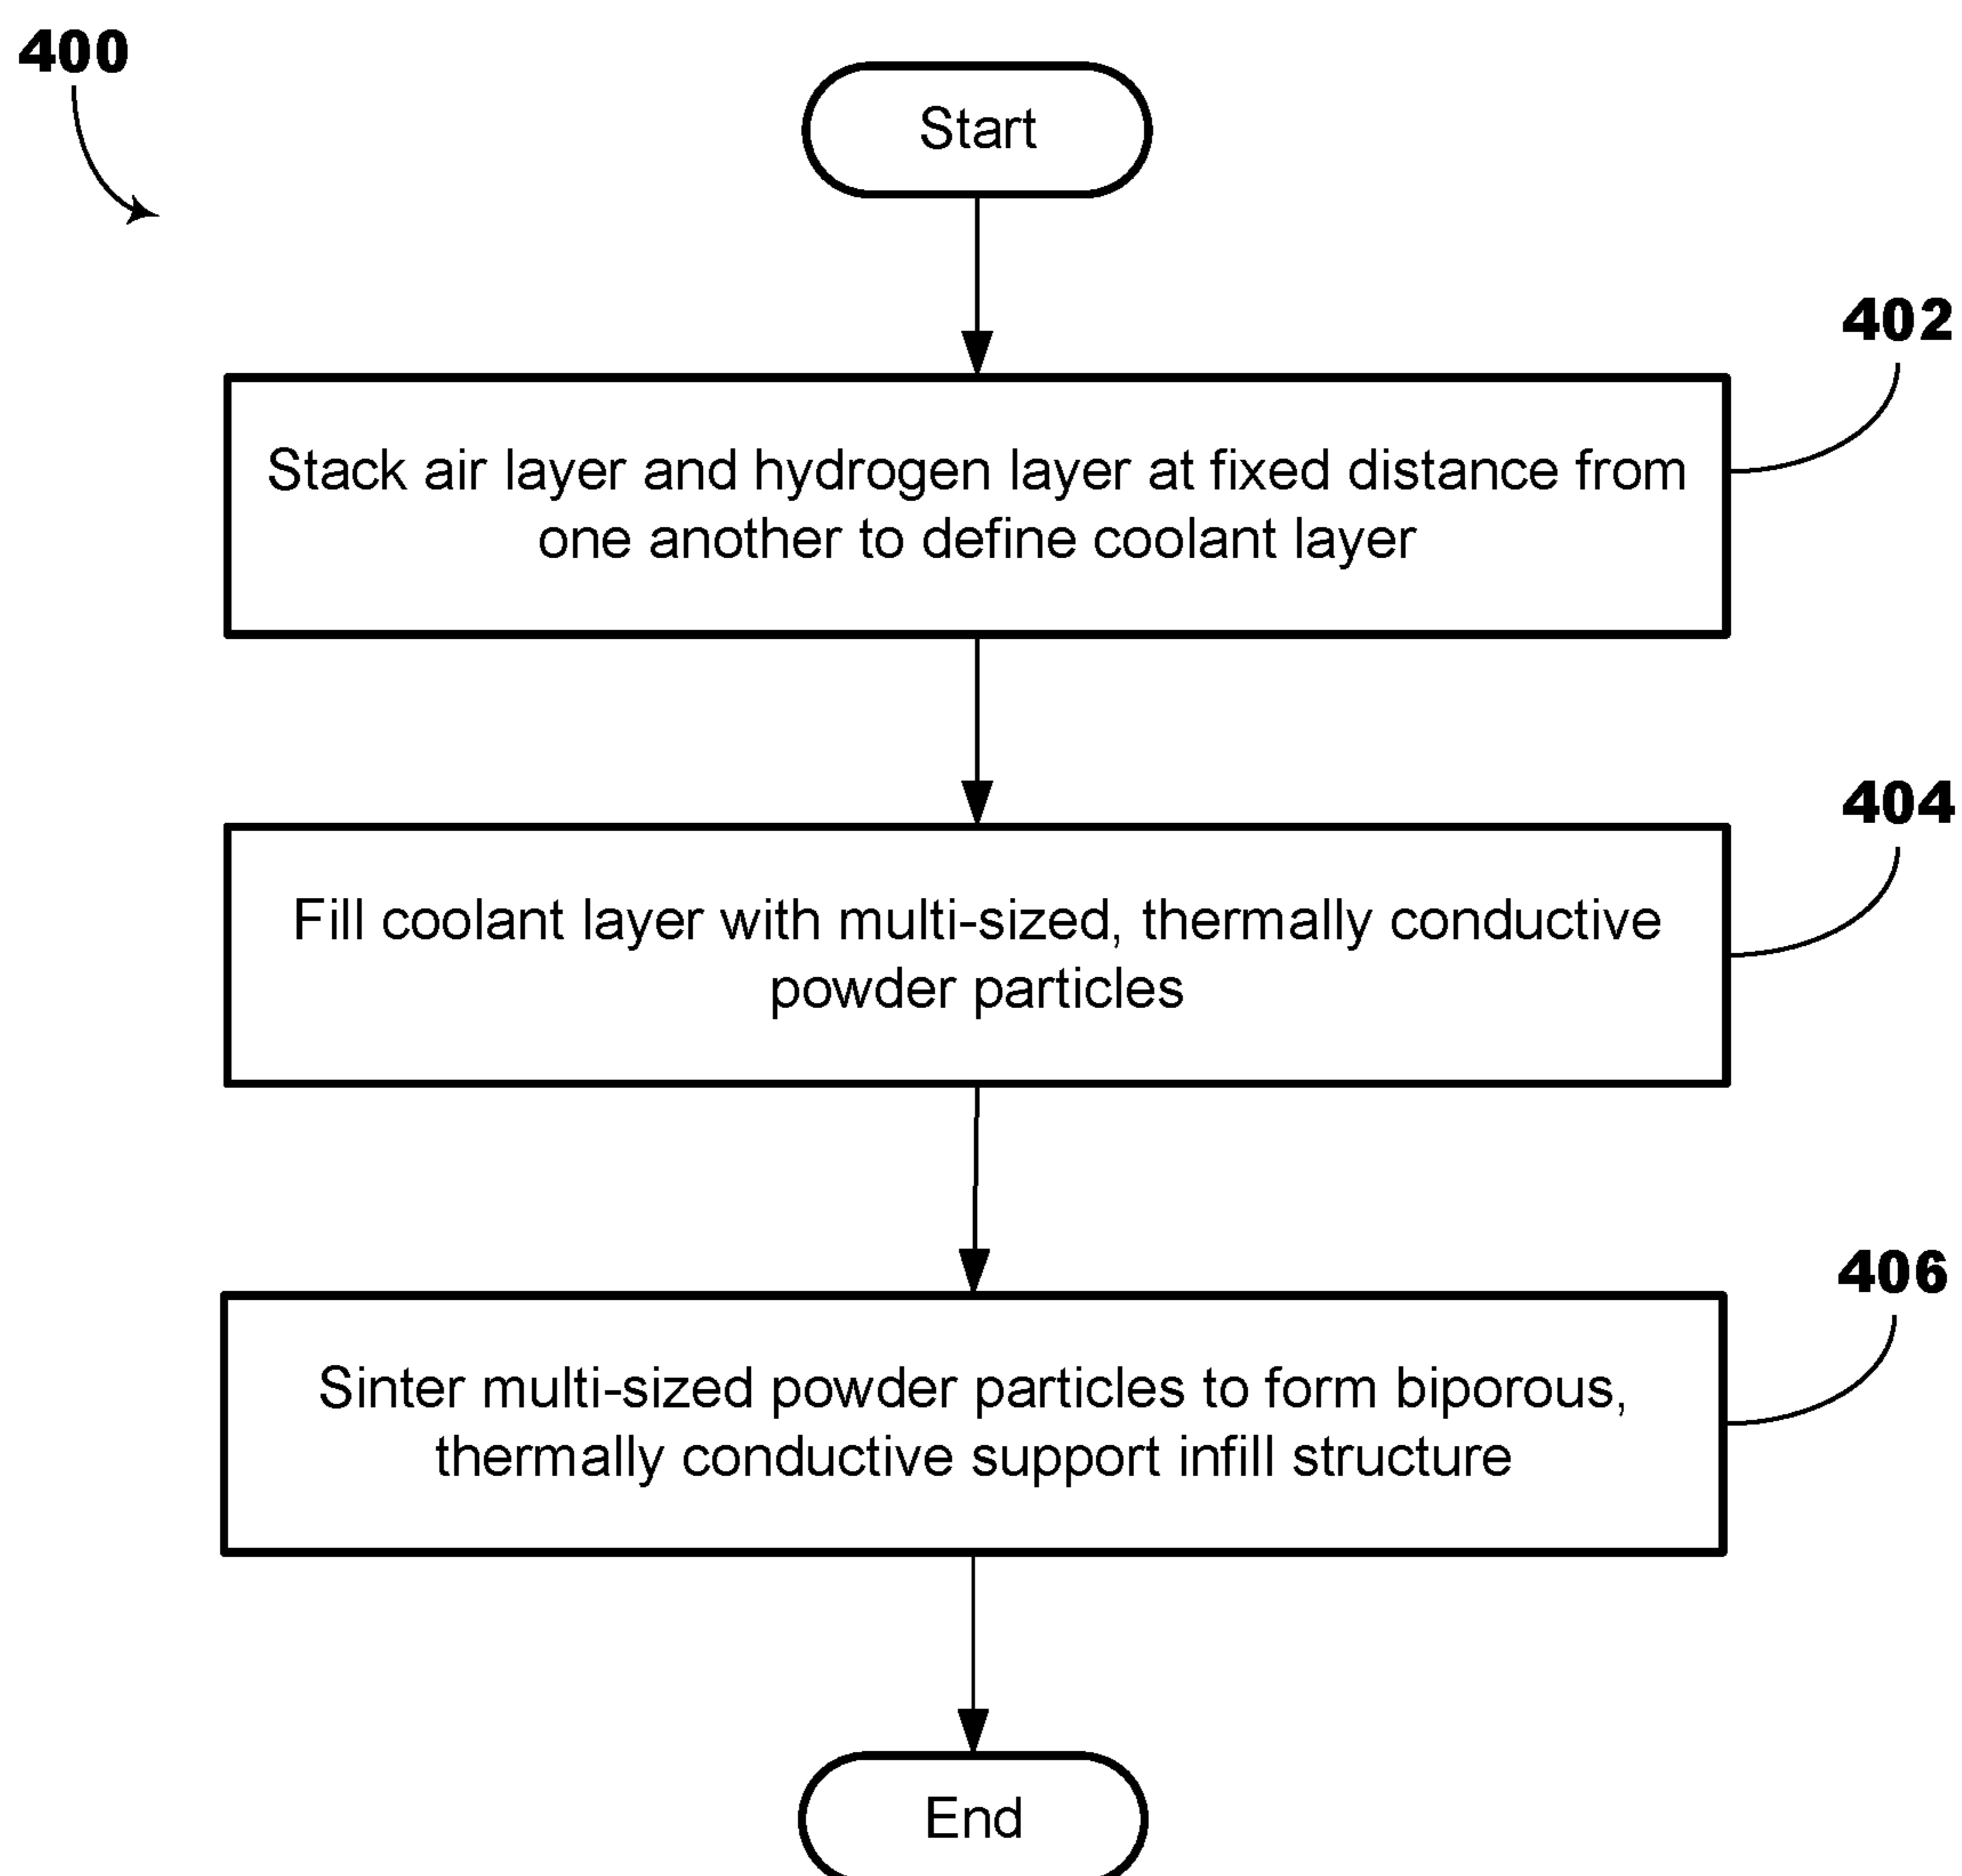 400
Start
402
Stack air layer and hydrogen layer at fixed distance from
one another to define coolant layer
404
Fill coolant layer with multi-sized, thermally conductive
powder particles
406
Sinter multi-sized powder particles to form biporous,
thermally conductive support infill structure
End